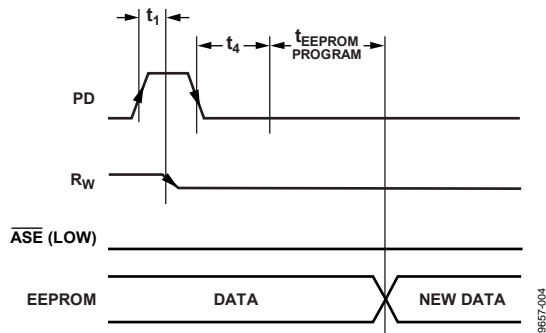 t1
t4
tEEPROM
PROGRAM
PD
RW
ASE (LOW)
EEPROM
DATA
NEW DATA
9657-004